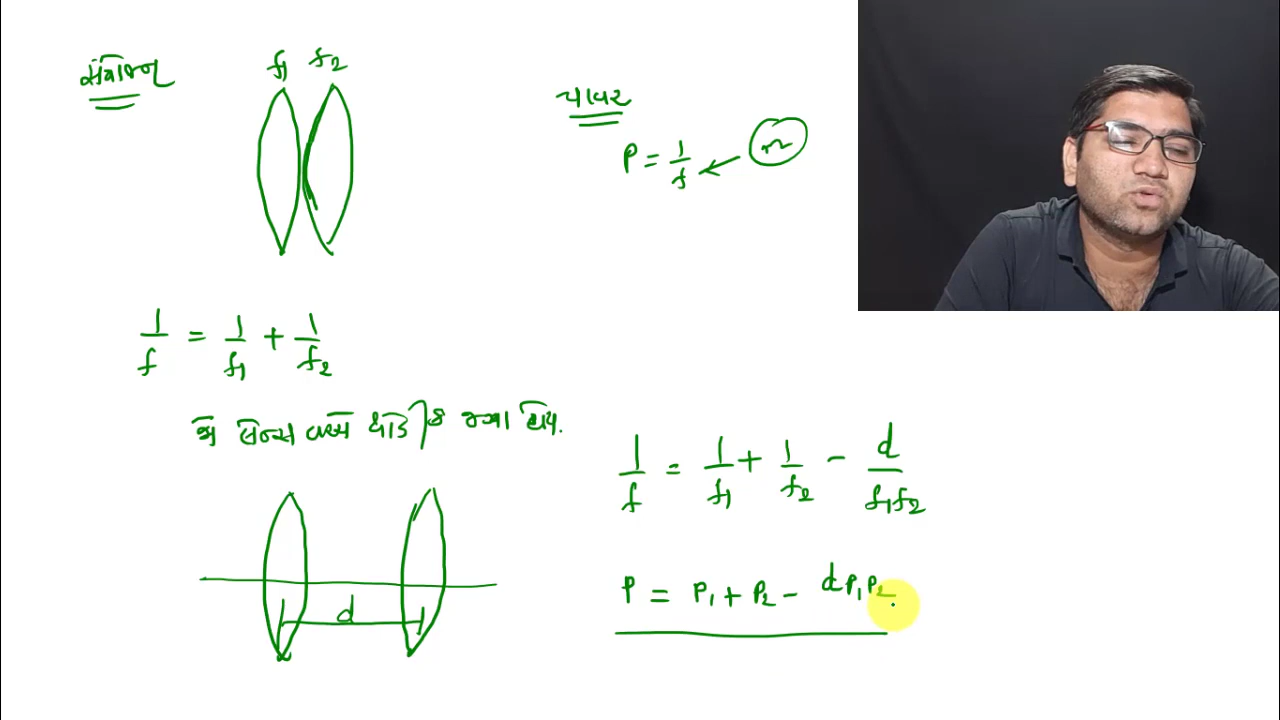 સંયોજન
f₁ f₂
1/f = 1/f₁ + 1/f₂
બે લેન્સ વચ્ચે થોડીક જગ્યા હોય.
d
પાવર
P = 1/f ← m
1/f = 1/f₁ + 1/f₂ - d/f₁f₂
P = P₁ + P₂ - dP₁P₂